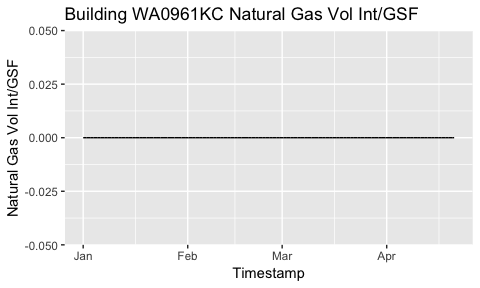 Building WA0961KC Natural Gas Vol Int/GSF
0.050
0.025
0.000
-0.025
-0.050
Natural Gas Vol Int/GSF
Jan Feb Mar Apr
Timestamp